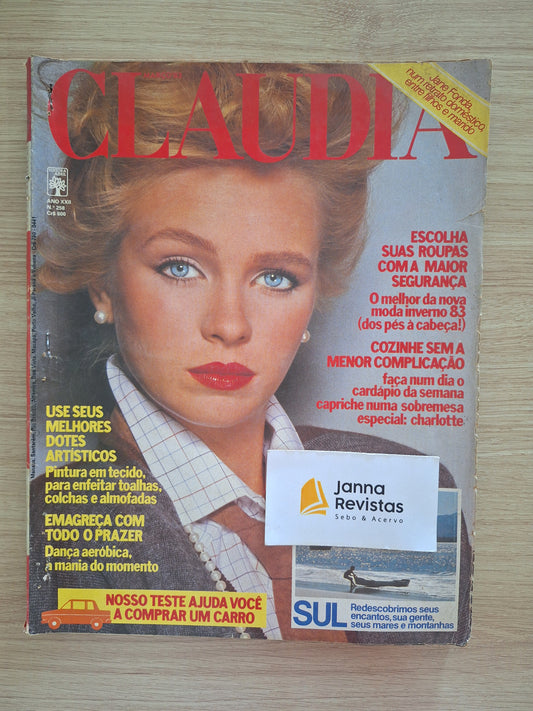 CLAUDIA
Jane Fonda,
num retrato doméstico,
entre filhos e marido
ANO XXII
N.º 258
Cr$ 800
ESCOLHA
SUAS ROUPAS
COM A MAIOR
SEGURANÇA
O melhor da nova
moda inverno 83
(dos pés à cabeça!)
COZINHE SEM A
MENOR COMPLICAÇÃO
faça num dia o
cardápio da semana
capriche numa sobremesa
especial: charlotte
USE SEUS
MELHORES
DOTES
ARTÍSTICOS
Pintura em tecido,
para enfeitar toalhas,
colchas e almofadas
EMAGREÇA COM
TODO O PRAZER
Dança aeróbica,
a mania do momento
Janna
Revistas
Sebo & Acervo
NOSSO TESTE AJUDA VOCÊ
A COMPRAR UM CARRO
SUL
Redescobrimos seus
encantos, sua gente,
seus mares e montanhas